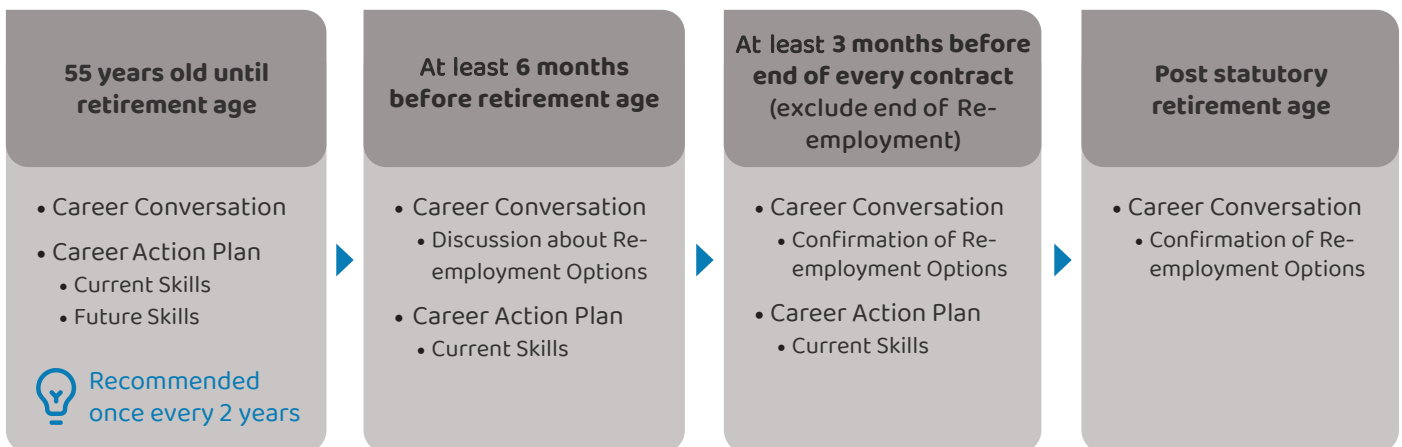 55 years old until
retirement age
• Career Conversation
• Career Action Plan
• Current Skills
• Future Skills
Recommended
once every 2 years
At least 6 months
before retirement age
• Career Conversation
• Discussion about Re-
employment Options
• Career Action Plan
• Current Skills
At least 3 months before
end of every contract
(exclude end of Re-
employment)
• Career Conversation
• Confirmation of Re-
employment Options
• Career Action Plan
• Current Skills
Post statutory
retirement age
• Career Conversation
• Confirmation of Re-
employment Options